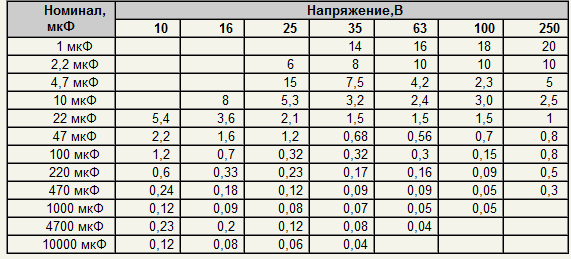 Номинал, мкФ Напряжение,В
10 16 25 35 63 100 250
1 мкФ 14 16 18 20
2,2 мкФ 6 8 10 10 10
4,7 мкФ 15 7,5 4,2 2,3 5
10 мкФ 8 5,3 3,2 2,4 3,0 2,5
22 мкФ 5,4 3,6 2,1 1,5 1,5 1,5 1
47 мкФ 2,2 1,6 1,2 0,68 0,56 0,7 0,8
100 мкФ 1,2 0,7 0,32 0,32 0,3 0,15 0,8
220 мкФ 0,6 0,33 0,23 0,17 0,16 0,09 0,5
470 мкФ 0,24 0,18 0,12 0,09 0,09 0,05 0,3
1000 мкФ 0,12 0,09 0,08 0,07 0,05 0,05
4700 мкФ 0,23 0,2 0,12 0,08 0,04
10000 мкФ 0,12 0,08 0,06 0,04